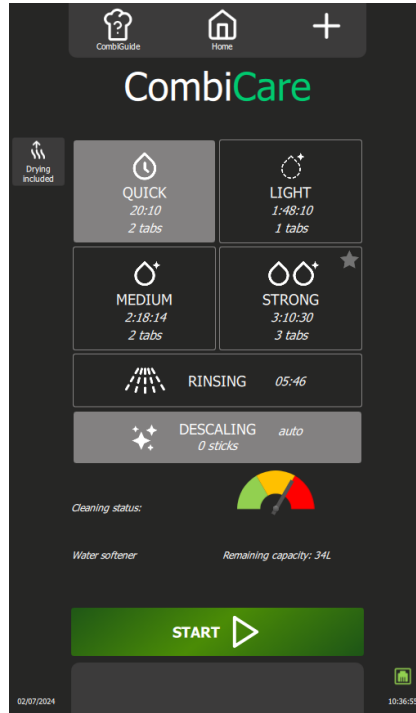 CombiGuide
Home
CombiCare
Drying
included
QUICK
20:10
2 tabs
LIGHT
1:48:10
1 tabs
MEDIUM
2:18:14
2 tabs
STRONG
3:10:30
3 tabs
RINSING 05:46
DESCALING auto
0 sticks
Cleaning status:
Water softener Remaining capacity: 34L
START
02/07/2024
10:36:55